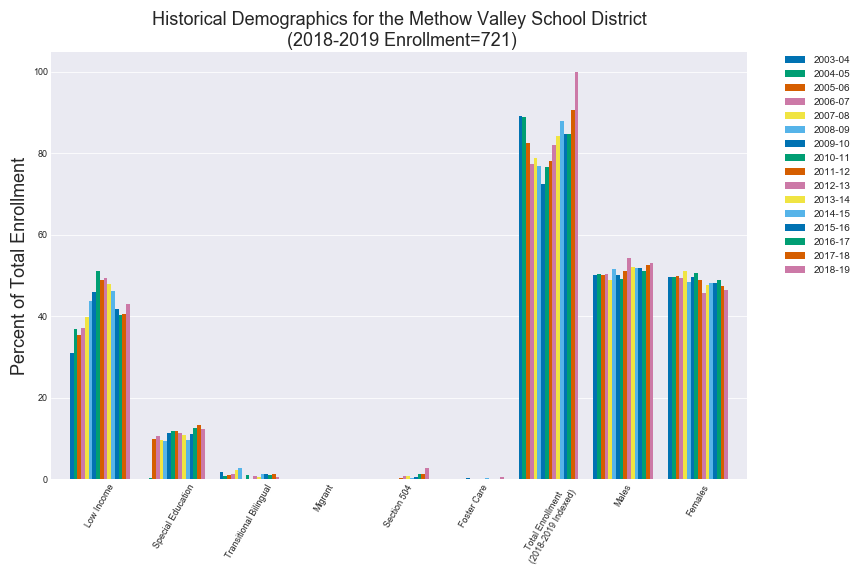 Historical Demographics for the Methow Valley School District
(2018-2019 Enrollment=721)
Percent of Total Enrollment
100
80
60
40
20
0
Low Income
Special Education
Transitional Bilingual
Migrant
Section 504
Foster Care
Total Enrollment
(2018-2019 Indexed)
Males
Females
2003-04
2004-05
2005-06
2006-07
2007-08
2008-09
2009-10
2010-11
2011-12
2012-13
2013-14
2014-15
2015-16
2016-17
2017-18
2018-19